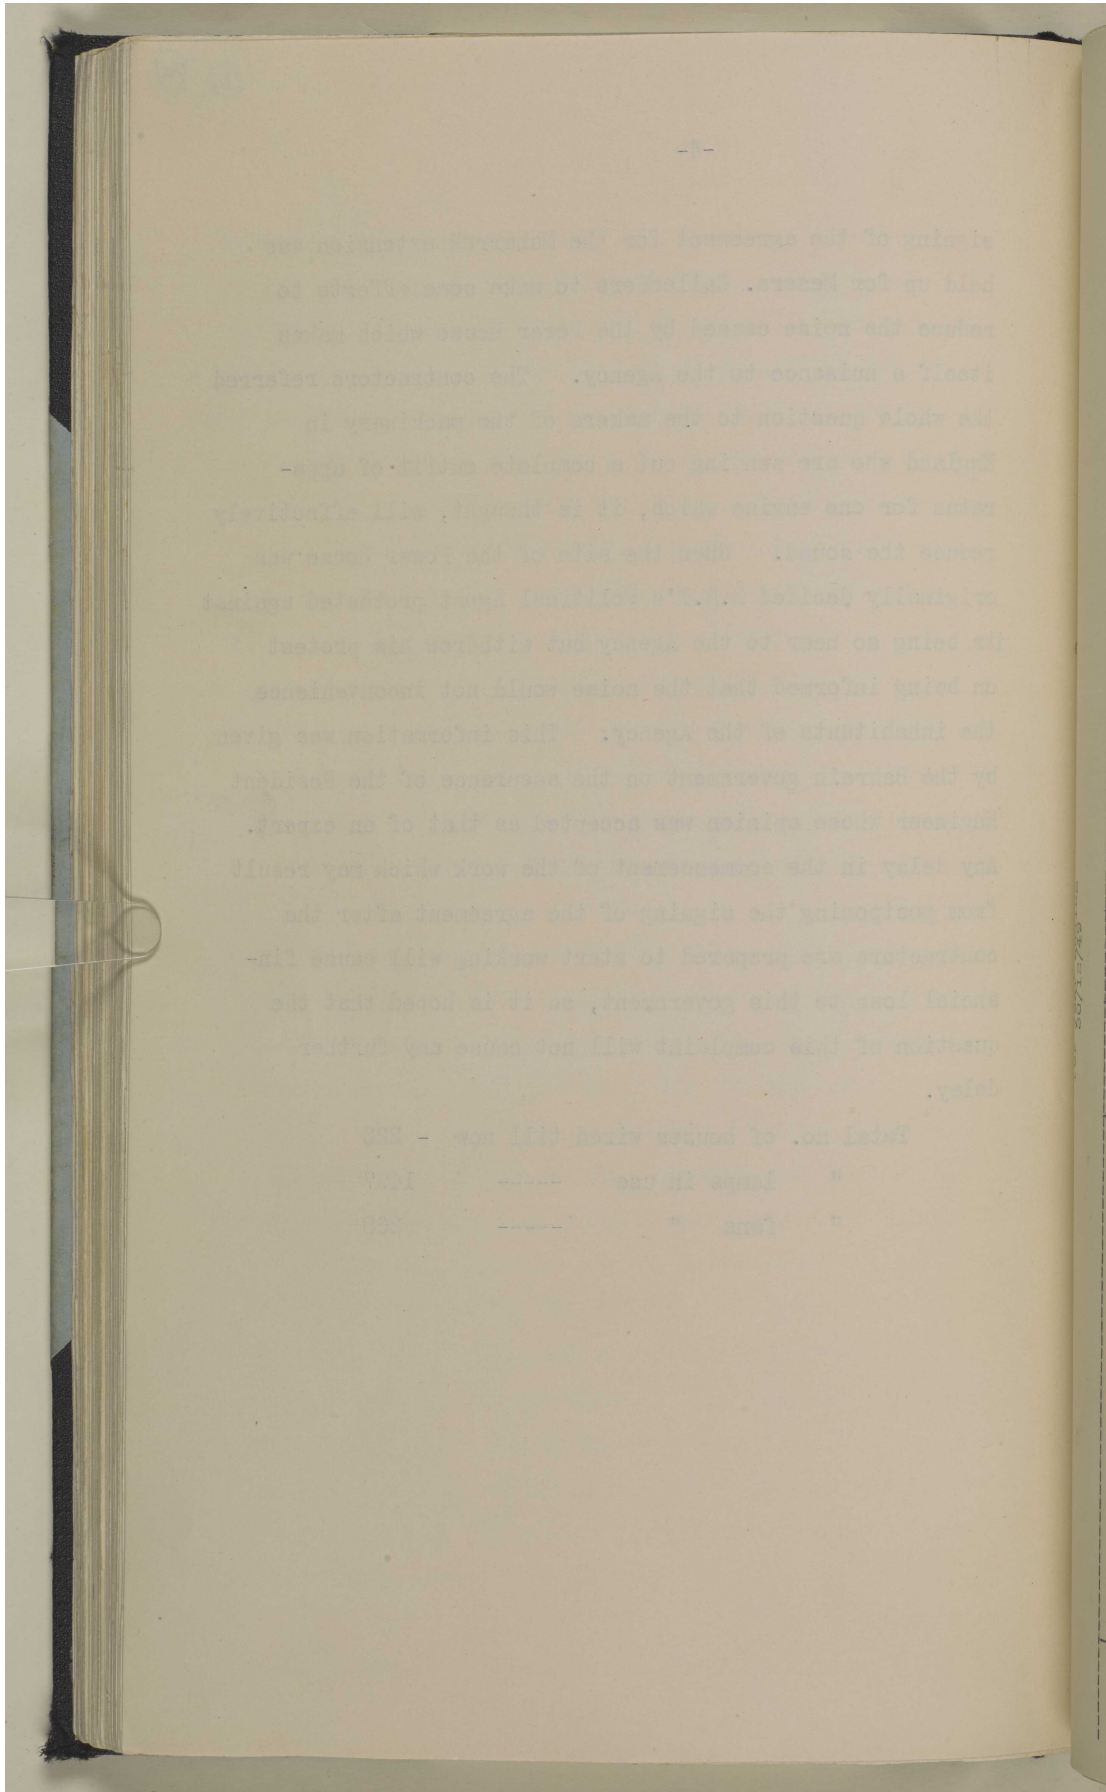 -4-
signing of the agreement for the Muharrak extension was
held up for Messrs. Callenders to make more efforts to
reduce the noise caused by the Power house which makes
itself a nuisance to the Agency. The contractors referred
the whole question to the makers of the machinery in
England who are sending out a complete outfit of appa-
ratus for one engine which, it is thought, will effectively
reduce the sound. When the site of the Power house was
originally decided H.B.M's Political Agent protested against
its being so near to the Agency but withdrew his protest
on being informed that the noise would not inconvenience
the inhabitants of the Agency. This information was given
by the Bahrein government on the assurance of the Resident
Engineer whose opinion was accepted as that of an expert.
Any delay in the commencement of the work which may result
from postponing the signing of the agreement after the
contractors are prepared to start working will cause fin-
ancial loss to this government, so it is hoped that the
question of this complaint will not cause any further
delay.
Total no. of houses wired till now -
" lamps in use -----
" fans " -----